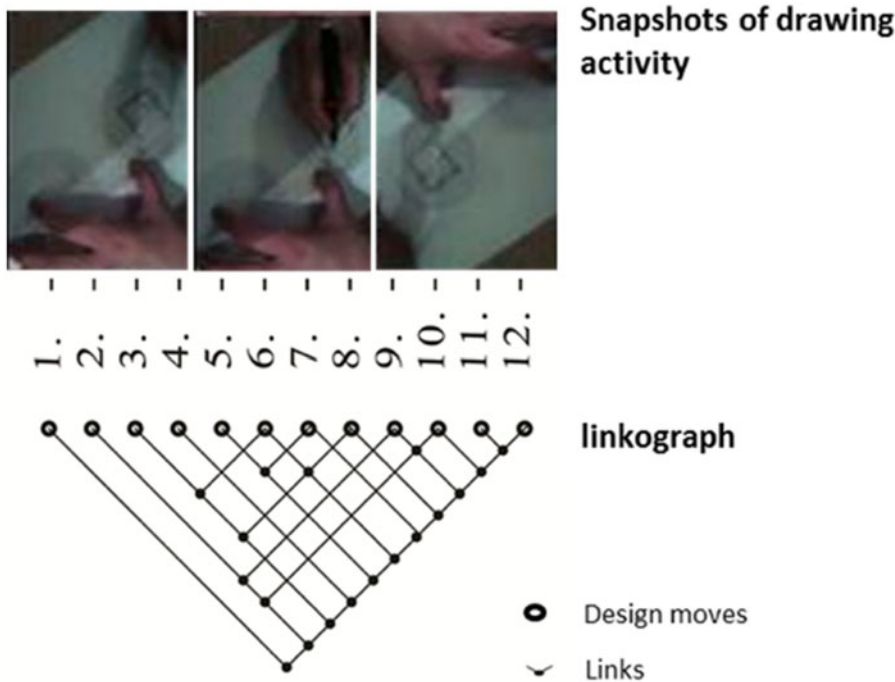 Snapshots of drawing
activity
1. 2. 3. 4. 5. 6. 7. 8. 9. 10. 11. 12.
linkograph
Design moves
Links